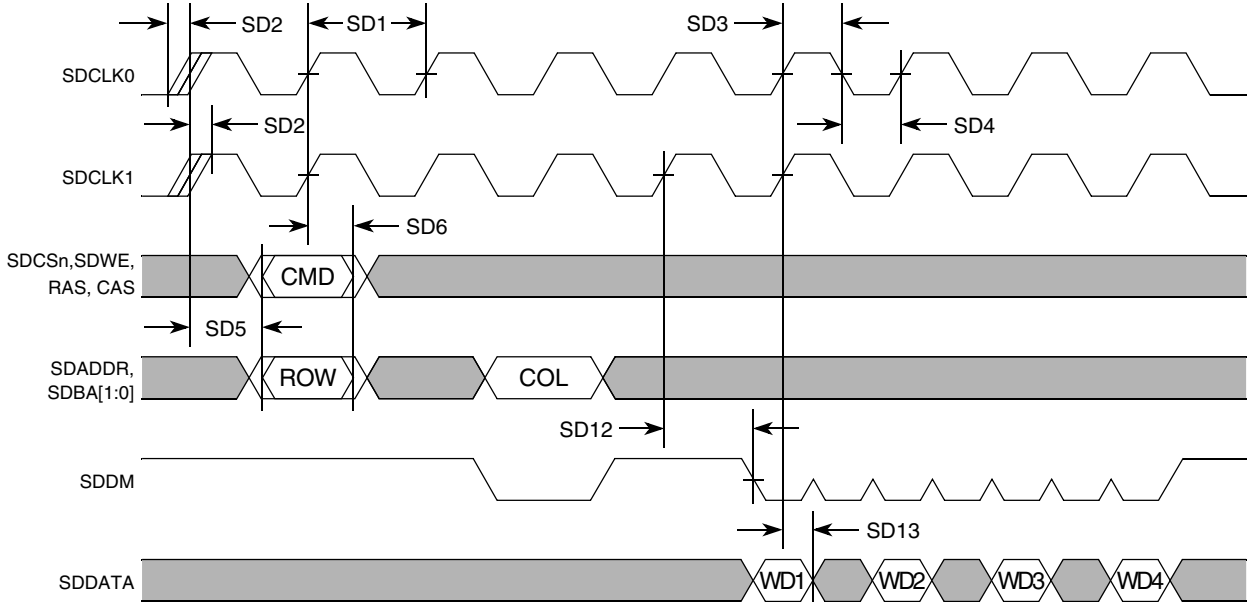 SD2
SD1
SD3
SDCLK0
SD2
SD4
SDCLK1
SD6
SDCSn,SDWE,
RAS, CAS
CMD
SD5
SDADDR,
SDBA[1:0]
ROW
COL
SD12
SDDM
SD13
SDDATA
WD1
WD2
WD3
WD4